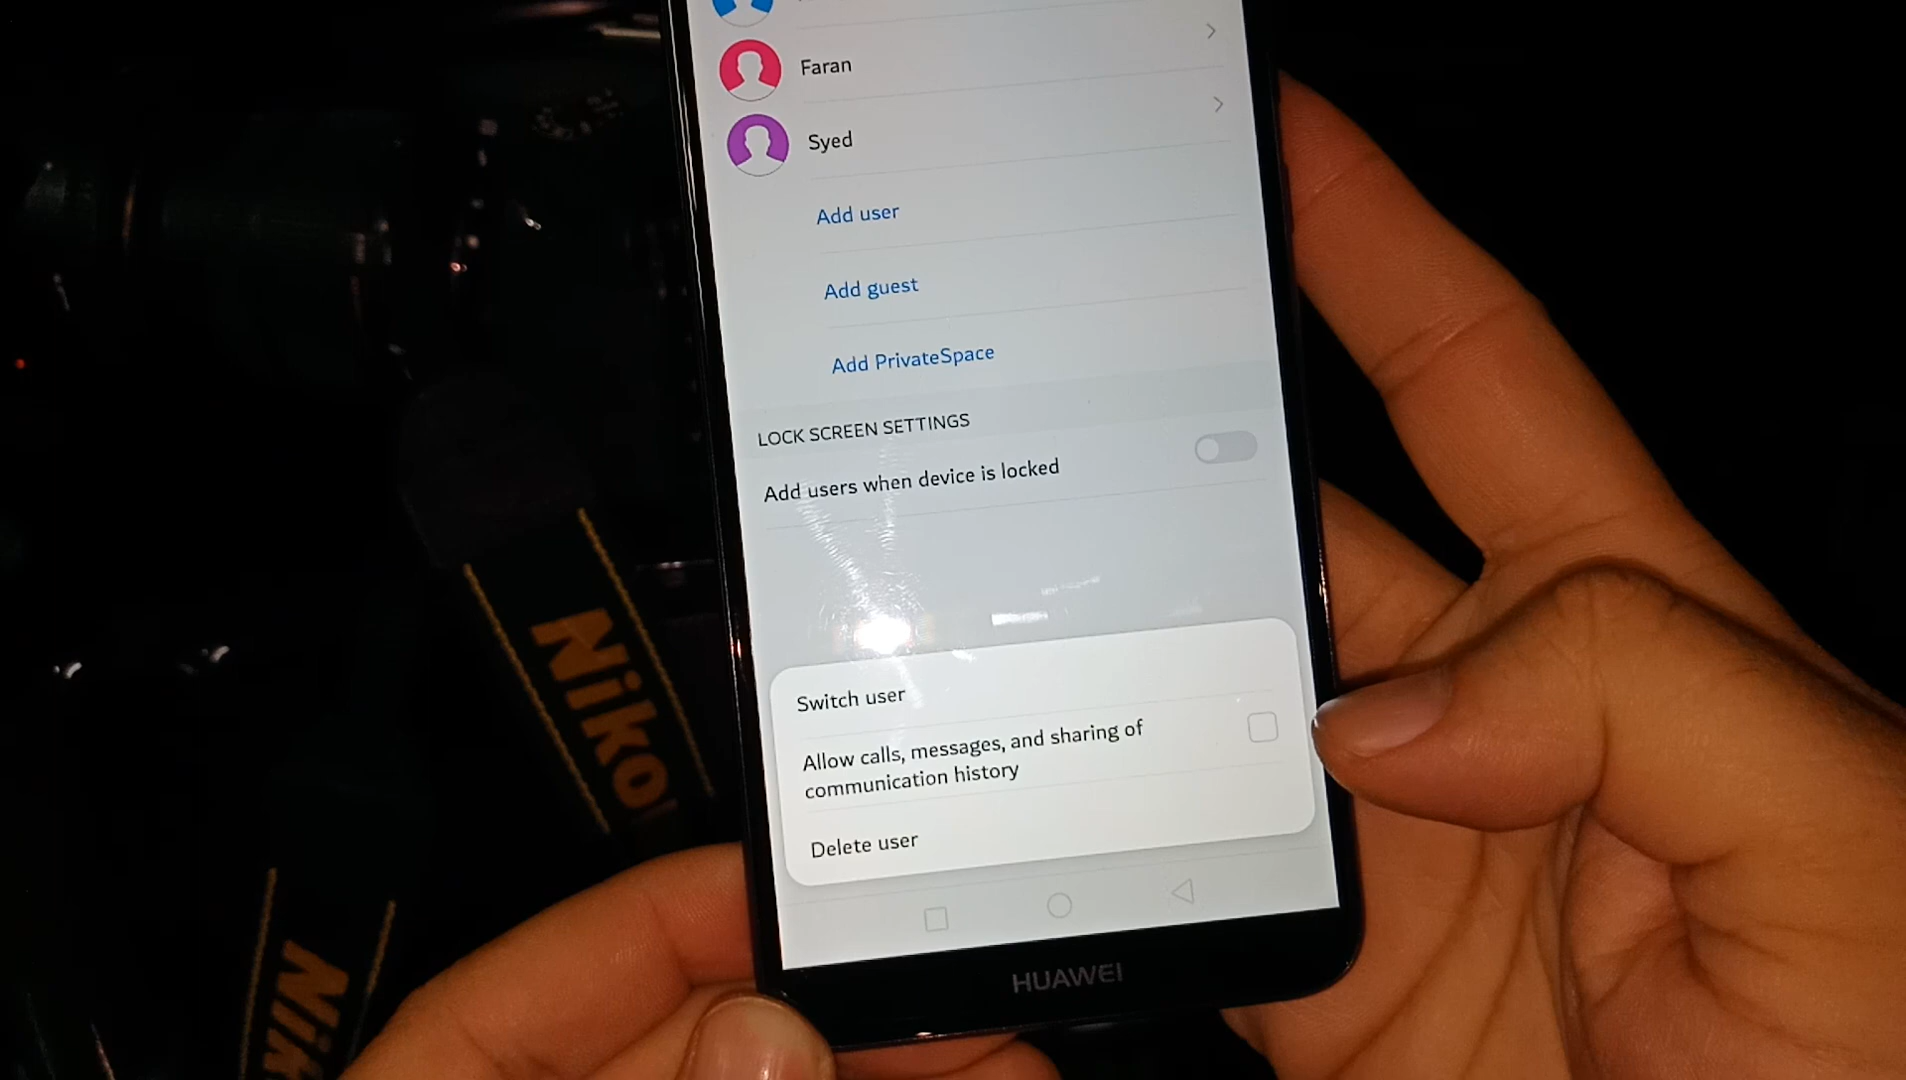 Faran
Syed
Add user
Add guest
Add PrivateSpace
LOCK SCREEN SETTINGS
Add users when device is locked
Switch user
Allow calls, messages, and sharing of
communication history
Delete user
HUAWEI
Niko
Nik